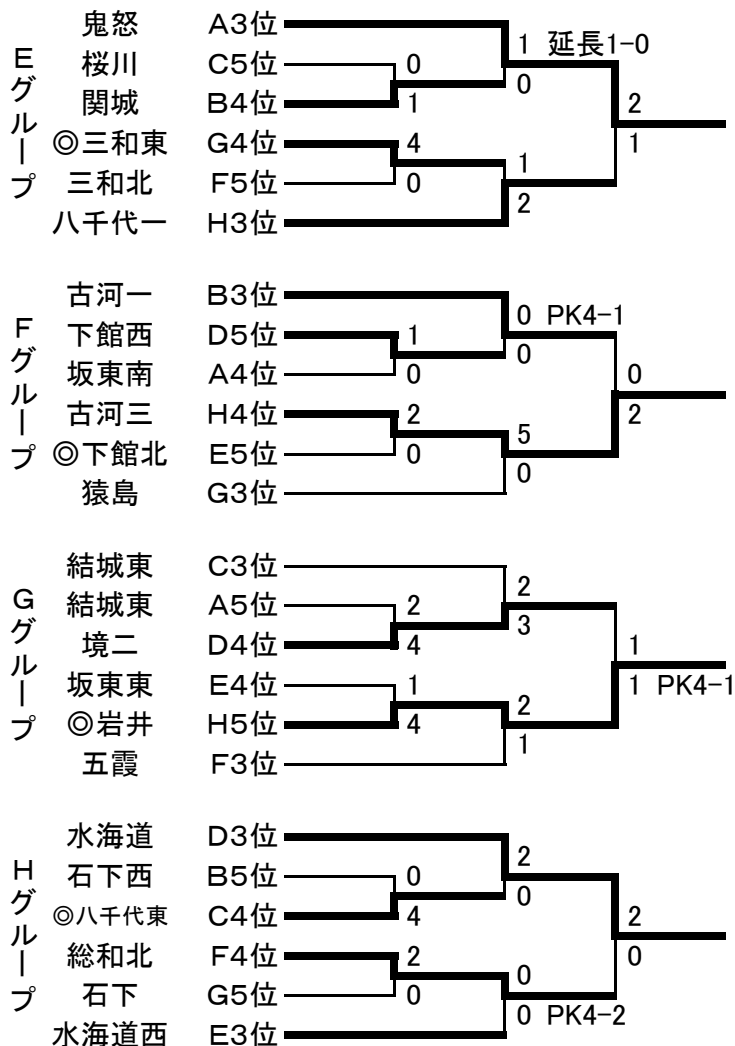 Eグループ
鬼怒 A3位
1 延長1-0
桜川 C5位 0
0
関城 B4位 1
2
1
◎三和東 G4位 4
1
三和北 F5位 0
2
八千代一 H3位
Fグループ
古河一 B3位
0 PK4-1
下館西 D5位 1
0
坂東南 A4位 0
0
2
古河三 H4位 2
5
◎下館北 E5位 0
0
猿島 G3位
Gグループ
結城東 C3位
2
結城東 A5位 2
3
境二 D4位 4
1
1 PK4-1
坂東東 E4位 1
2
◎岩井 H5位 4
1
五霞 F3位
Hグループ
水海道 D3位
2
石下西 B5位 0
0
◎八千代東 C4位 4
2
0
総和北 F4位 2
0
石下 G5位 0
0 PK4-2
水海道西 E3位